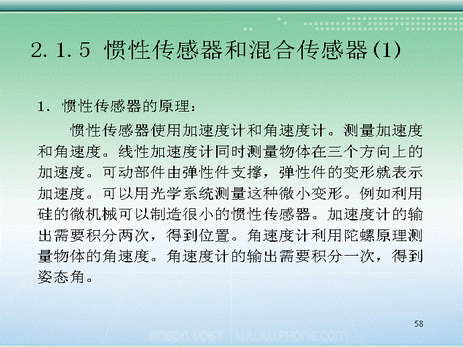 2.1.5 惯性传感器和混合传感器(1)
1. 惯性传感器的原理：
惯性传感器使用加速度计和角速度计。测量加速度
和角速度。线性加速度计同时测量物体在三个方向上的
加速度。可动部件由弹性件支撑，弹性件的变形就表示
加速度。可以用光学系统测量这种微小变形。例如利用
硅的微机械可以制造很小的惯性传感器。加速度计的输
出需要积分两次，得到位置。角速度计利用陀螺原理测
量物体的角速度。角速度计的输出需要积分一次，得到
姿态角。
58